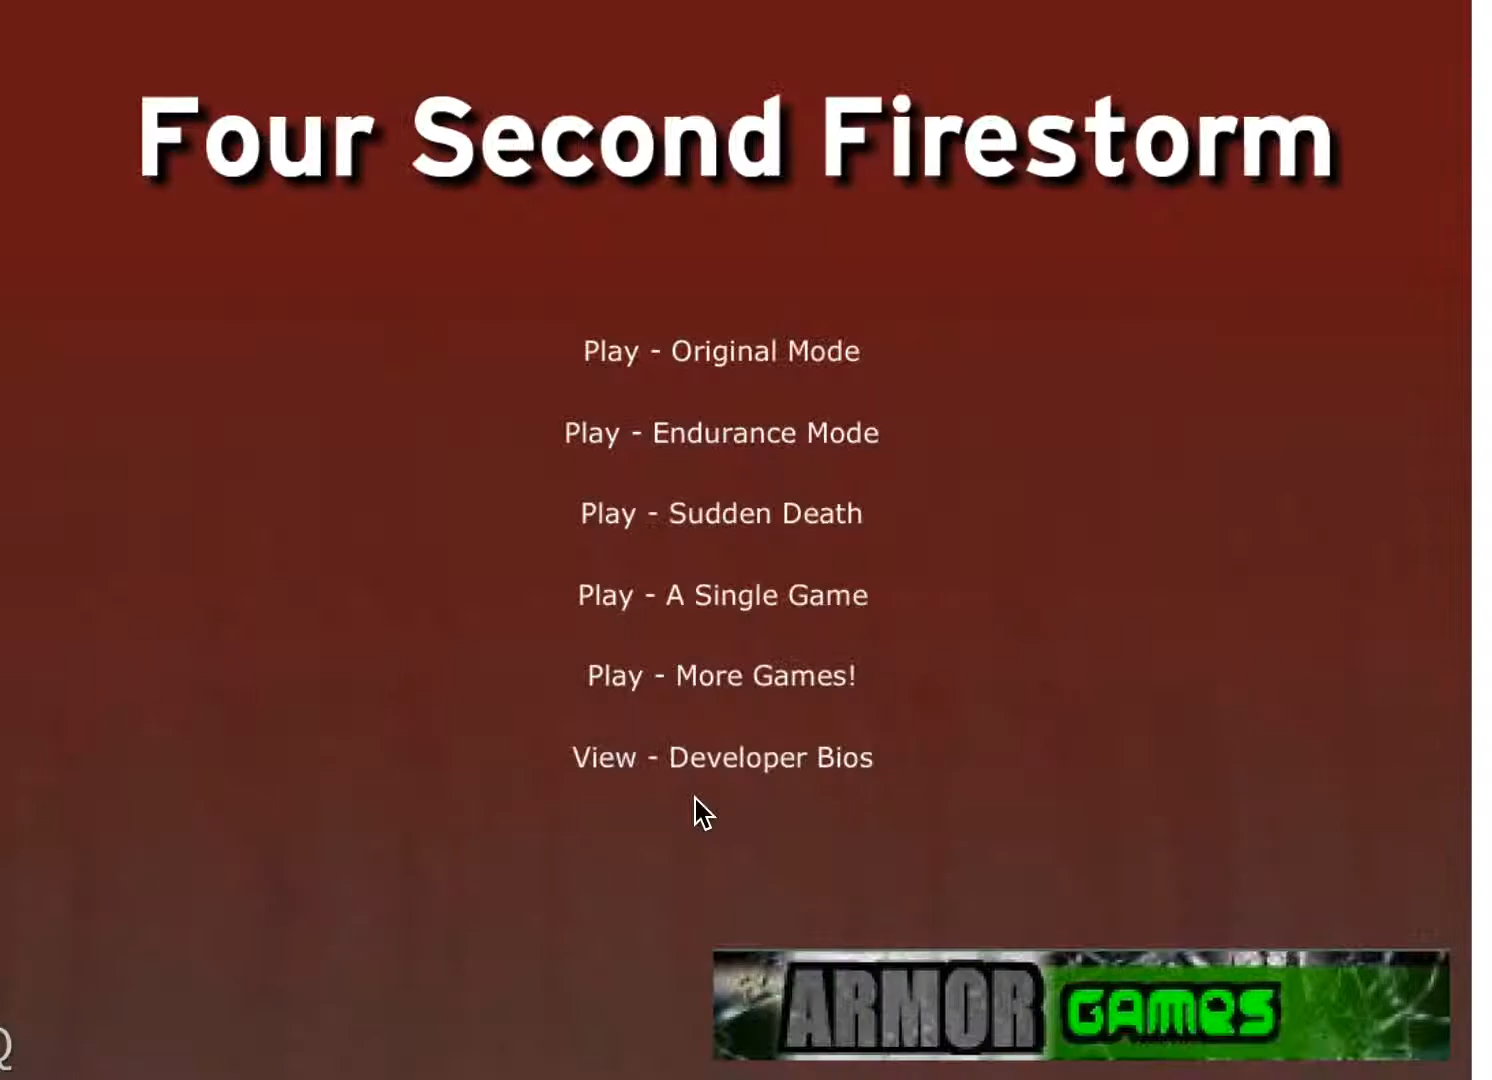 Four Second Firestorm
Play - Original Mode
Play - Endurance Mode
Play - Sudden Death
Play - A Single Game
Play - More Games!
View - Developer Bios
ARMOR GAMES
Q